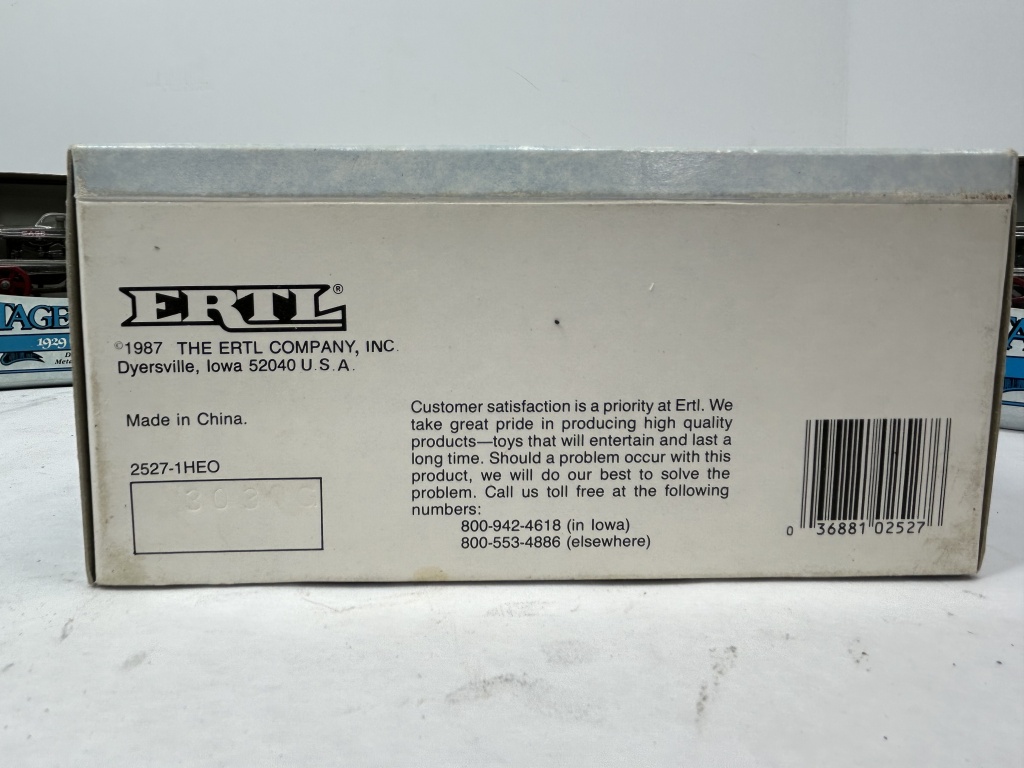 ERTL®
©1987 THE ERTL COMPANY, INC.
Dyersville, Iowa 52040 U.S.A.
Made in China.
2527-1HEO
Customer satisfaction is a priority at Ertl. We
take great pride in producing high quality
products—toys that will entertain and last a
long time. Should a problem occur with this
product, we will do our best to solve the
problem. Call us toll free at the following
numbers:
800-942-4618 (in Iowa)
800-553-4886 (elsewhere)
0 36881 02527
TAGE
1929